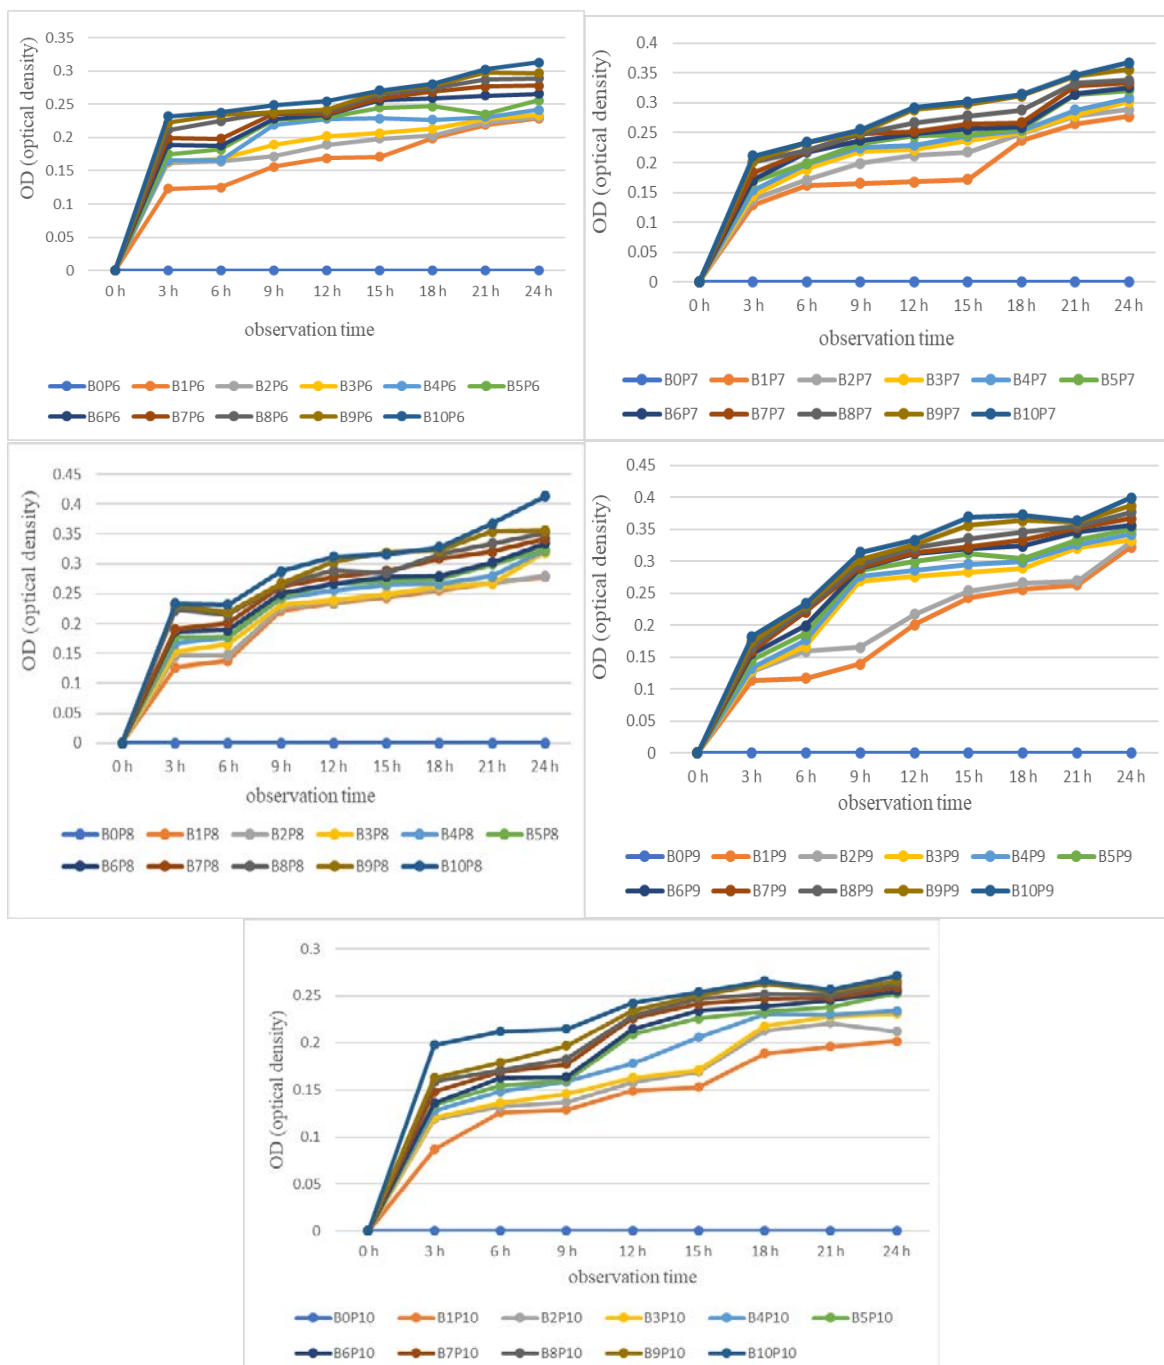 OD (optical density)
0.35
0.3
0.25
0.2
0.15
0.1
0.05
0
0 h 3 h 6 h 9 h 12 h 15 h 18 h 21 h 24 h
observation time
B0P6 B1P6 B2P6 B3P6 B4P6 B5P6
B6P6 B7P6 B8P6 B9P6 B10P6
OD (optical density)
0.4
0.35
0.3
0.25
0.2
0.15
0.1
0.05
0
0 h 3 h 6 h 9 h 12 h 15 h 18 h 21 h 24 h
observation time
B0P7 B1P7 B2P7 B3P7 B4P7 B5P7
B6P7 B7P7 B8P7 B9P7 B10P7
OD (optical density)
0.45
0.4
0.35
0.3
0.25
0.2
0.15
0.1
0.05
0
0 h 3 h 6 h 9 h 12 h 15 h 18 h 21 h 24 h
observation time
B0P8 B1P8 B2P8 B3P8 B4P8 B5P8
B6P8 B7P8 B8P8 B9P8 B10P8
OD (optical density)
0.45
0.4
0.35
0.3
0.25
0.2
0.15
0.1
0.05
0
0 h 3 h 6 h 9 h 12 h 15 h 18 h 21 h 24 h
observation time
B0P9 B1P9 B2P9 B3P9 B4P9 B5P9
B6P9 B7P9 B8P9 B9P9 B10P9
OD (optical density)
0.3
0.25
0.2
0.15
0.1
0.05
0
0 h 3 h 6 h 9 h 12 h 15 h 18 h 21 h 24 h
observation time
B0P10 B1P10 B2P10 B3P10 B4P10 B5P10
B6P10 B7P10 B8P10 B9P10 B10P10